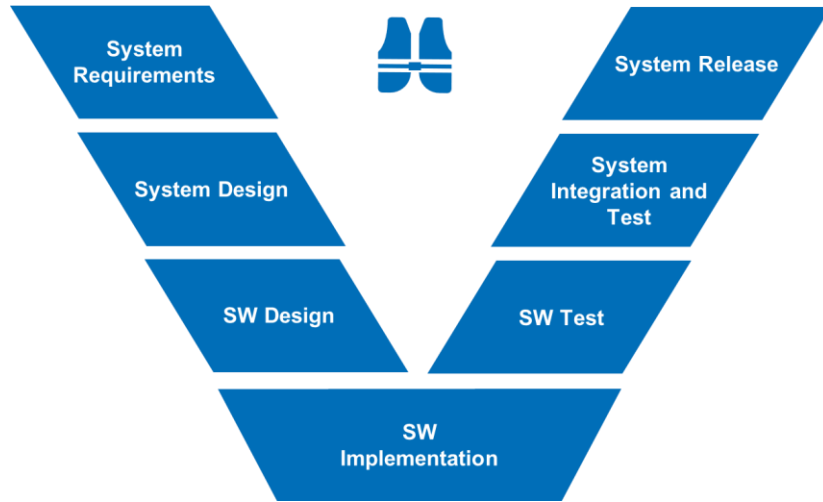 System
Requirements
System Release
System Design
System
Integration and
Test
SW Design
SW Test
SW
Implementation